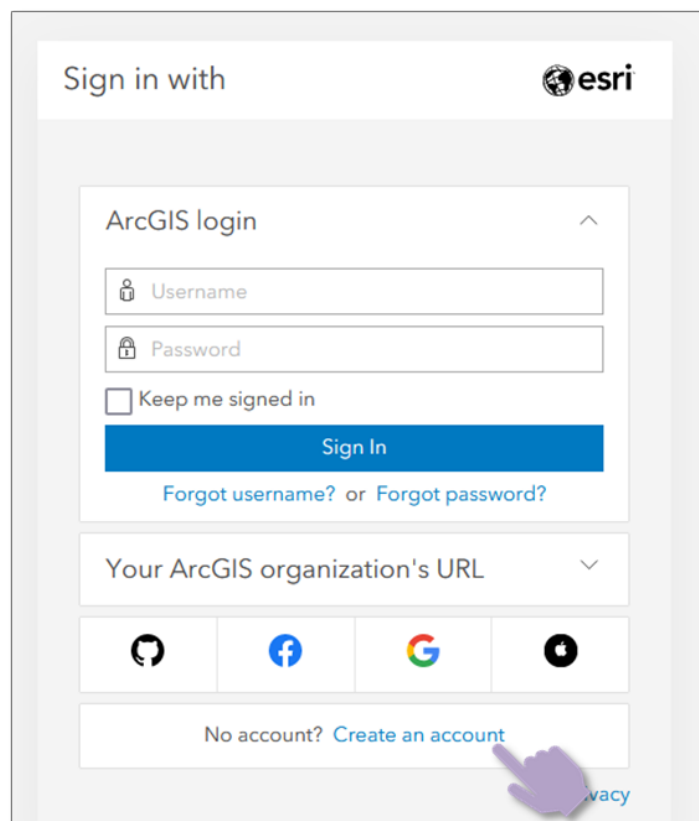 Sign in with
esri
ArcGIS login
Username
Password
Keep me signed in
Sign In
Forgot username? or Forgot password?
Your ArcGIS organization's URL
No account? Create an account